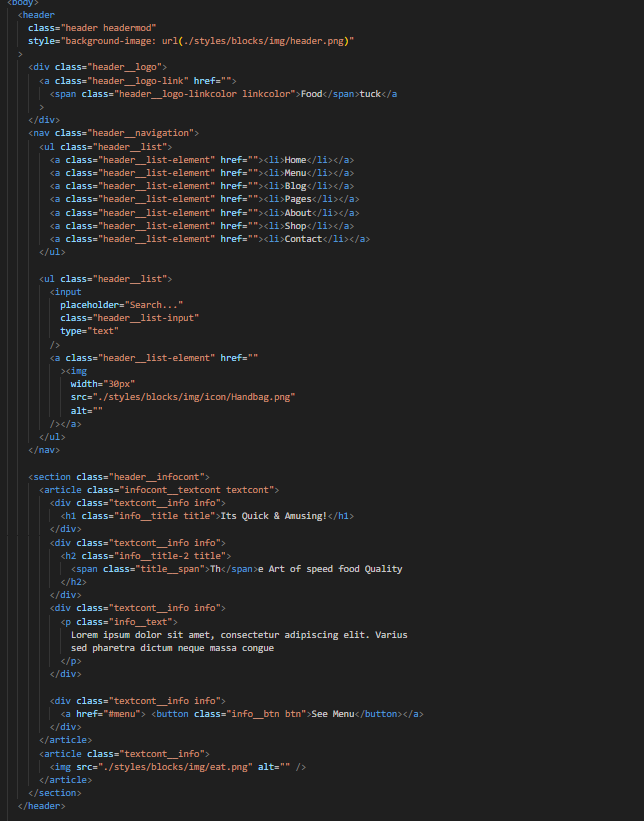 <body>
<header
class="header headermod"
style="background-image: url(./styles/blocks/img/header.png)"
>
<div class="header__logo">
<a class="header__logo-link" href="">
<span class="header__logo-linkcolor linkcolor">Food</span>tuck</a
>
</div>
<nav class="header__navigation">
<ul class="header__list">
<a class="header__list-element" href=""><li>Home</li></a>
<a class="header__list-element" href=""><li>Menu</li></a>
<a class="header__list-element" href=""><li>Blog</li></a>
<a class="header__list-element" href=""><li>Pages</li></a>
<a class="header__list-element" href=""><li>About</li></a>
<a class="header__list-element" href=""><li>Shop</li></a>
<a class="header__list-element" href=""><li>Contact</li></a>
</ul>
<ul class="header__list">
<input
placeholder="Search..."
class="header__list-input"
type="text"
/>
<a class="header__list-element" href=""
><img
width="30px"
src="./styles/blocks/img/icon/Handbag.png"
alt=""
/></a>
</ul>
</nav>
<section class="header__infocont">
<article class="infocont__textcont textcont">
<div class="textcont__info info">
<h1 class="info__title title">Its Quick & Amusing!</h1>
</div>
<div class="textcont__info info">
<h2 class="info__title-2 title">
<span class="title__span">Th</span>e Art of speed food Quality
</h2>
</div>
<div class="textcont__info info">
<p class="info__text">
Lorem ipsum dolor sit amet, consectetur adipiscing elit. Varius
sed pharetra dictum neque massa congue
</p>
</div>
<div class="textcont__info info">
<a href="#menu"> <button class="info__btn btn">See Menu</button></a>
</div>
</article>
<article class="textcont__info">
<img src="./styles/blocks/img/eat.png" alt="" />
</article>
</section>
</header>